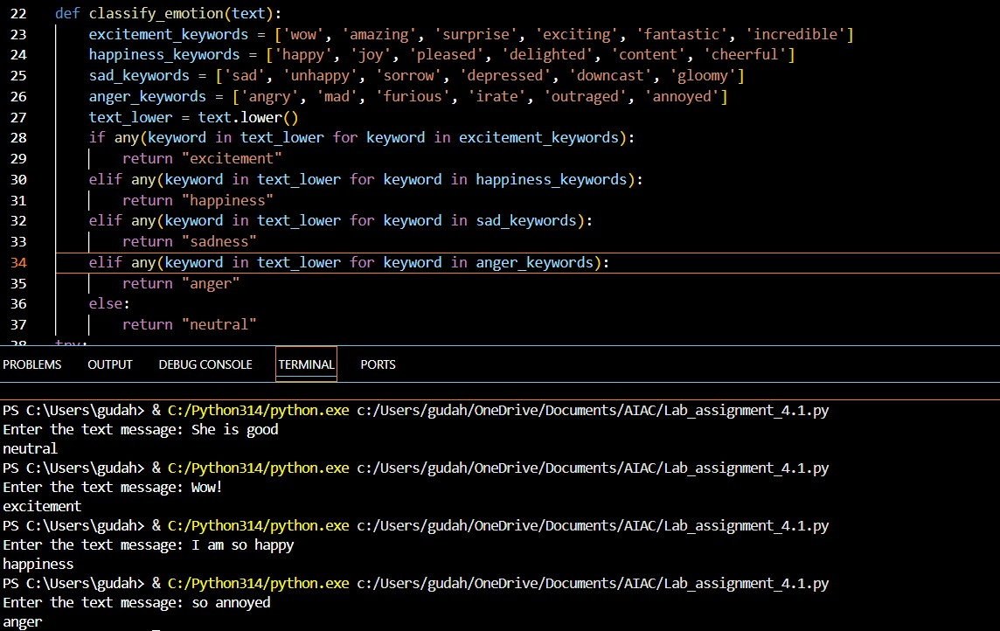 22 def classify_emotion(text):
23 excitement_keywords = ['wow', 'amazing', 'surprise', 'exciting', 'fantastic', 'incredible']
24 happiness_keywords = ['happy', 'joy', 'pleased', 'delighted', 'content', 'cheerful']
25 sad_keywords = ['sad', 'unhappy', 'sorrow', 'depressed', 'downcast', 'gloomy']
26 anger_keywords = ['angry', 'mad', 'furious', 'irate', 'outraged', 'annoyed']
27 text_lower = text.lower()
28 if any(keyword in text_lower for keyword in excitement_keywords):
29 return "excitement"
30 elif any(keyword in text_lower for keyword in happiness_keywords):
31 return "happiness"
32 elif any(keyword in text_lower for keyword in sad_keywords):
33 return "sadness"
34 elif any(keyword in text_lower for keyword in anger_keywords):
35 return "anger"
36 else:
37 return "neutral"
38 try:
PROBLEMS OUTPUT DEBUG CONSOLE TERMINAL PORTS
PS C:\Users\gudah> & C:/Python314/python.exe c:/Users/gudah/OneDrive/Documents/AIAC/Lab_assignment_4.1.py
Enter the text message: She is good
neutral
PS C:\Users\gudah> & C:/Python314/python.exe c:/Users/gudah/OneDrive/Documents/AIAC/Lab_assignment_4.1.py
Enter the text message: Wow!
excitement
PS C:\Users\gudah> & C:/Python314/python.exe c:/Users/gudah/OneDrive/Documents/AIAC/Lab_assignment_4.1.py
Enter the text message: I am so happy
happiness
PS C:\Users\gudah> & C:/Python314/python.exe c:/Users/gudah/OneDrive/Documents/AIAC/Lab_assignment_4.1.py
Enter the text message: so annoyed
anger